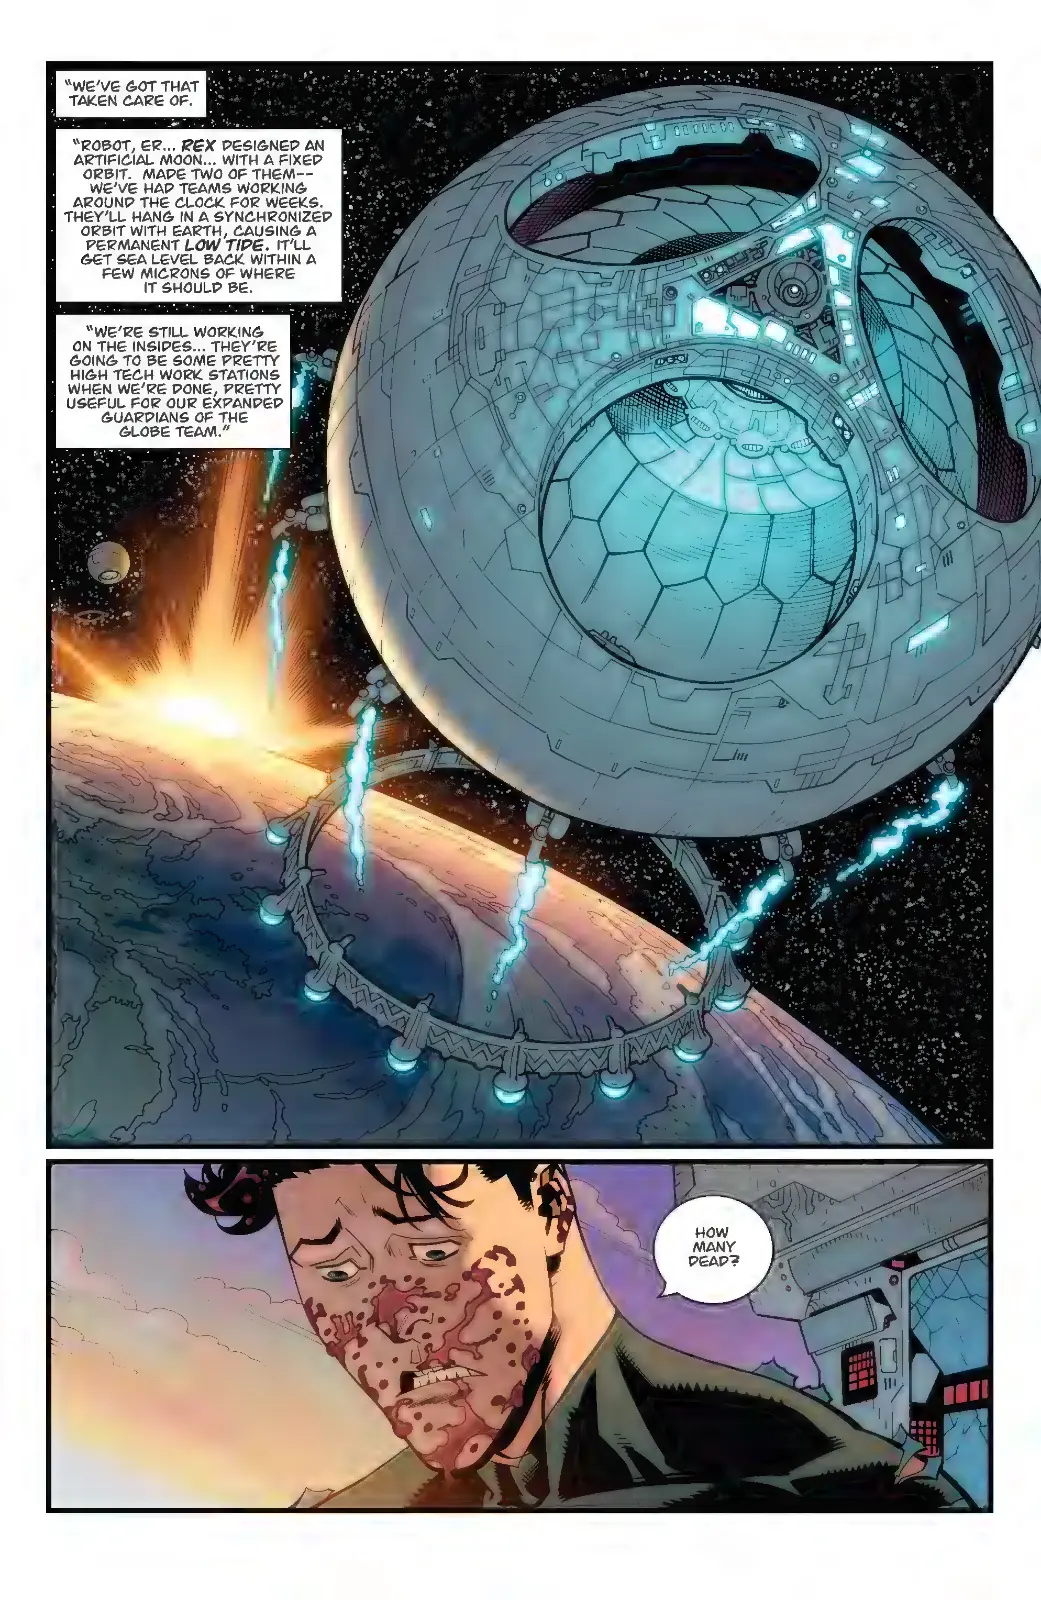 "WE'VE GOT THAT
TAKEN CARE OF.
"ROBOT, ER... REX DESIGNED AN
ARTIFICIAL MOON... WITH A FIXED
ORBIT. MADE TWO OF THEM--
WE'VE HAD TEAMS WORKING
AROUND THE CLOCK FOR WEEKS.
THEY'LL HANG IN A SYNCHRONIZED
ORBIT WITH EARTH, CAUSING A
PERMANENT LOW TIDE. IT'LL
GET SEA LEVEL BACK WITHIN A
FEW MICRONS OF WHERE
IT SHOULD BE.
"WE'RE STILL WORKING
ON THE INSIDES... THEY'RE
GOING TO BE SOME PRETTY
HIGH TECH WORK STATIONS
WHEN WE'RE DONE, PRETTY
USEFUL FOR OUR EXPANDED
GUARDIANS OF THE
GLOBE TEAM."
HOW
MANY
DEAD?